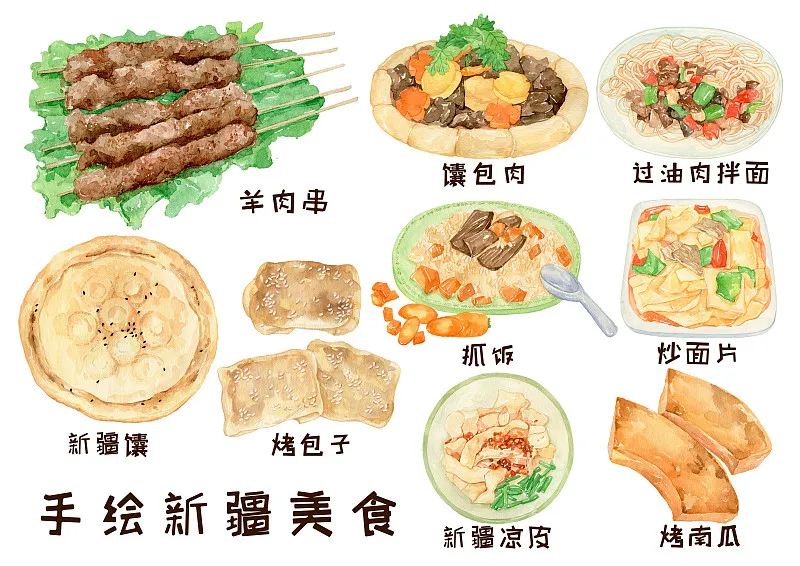 羊肉串
馕包肉
过油肉拌面
新疆馕
烤包子
抓饭
炒面片
新疆凉皮
烤南瓜
手绘新疆美食